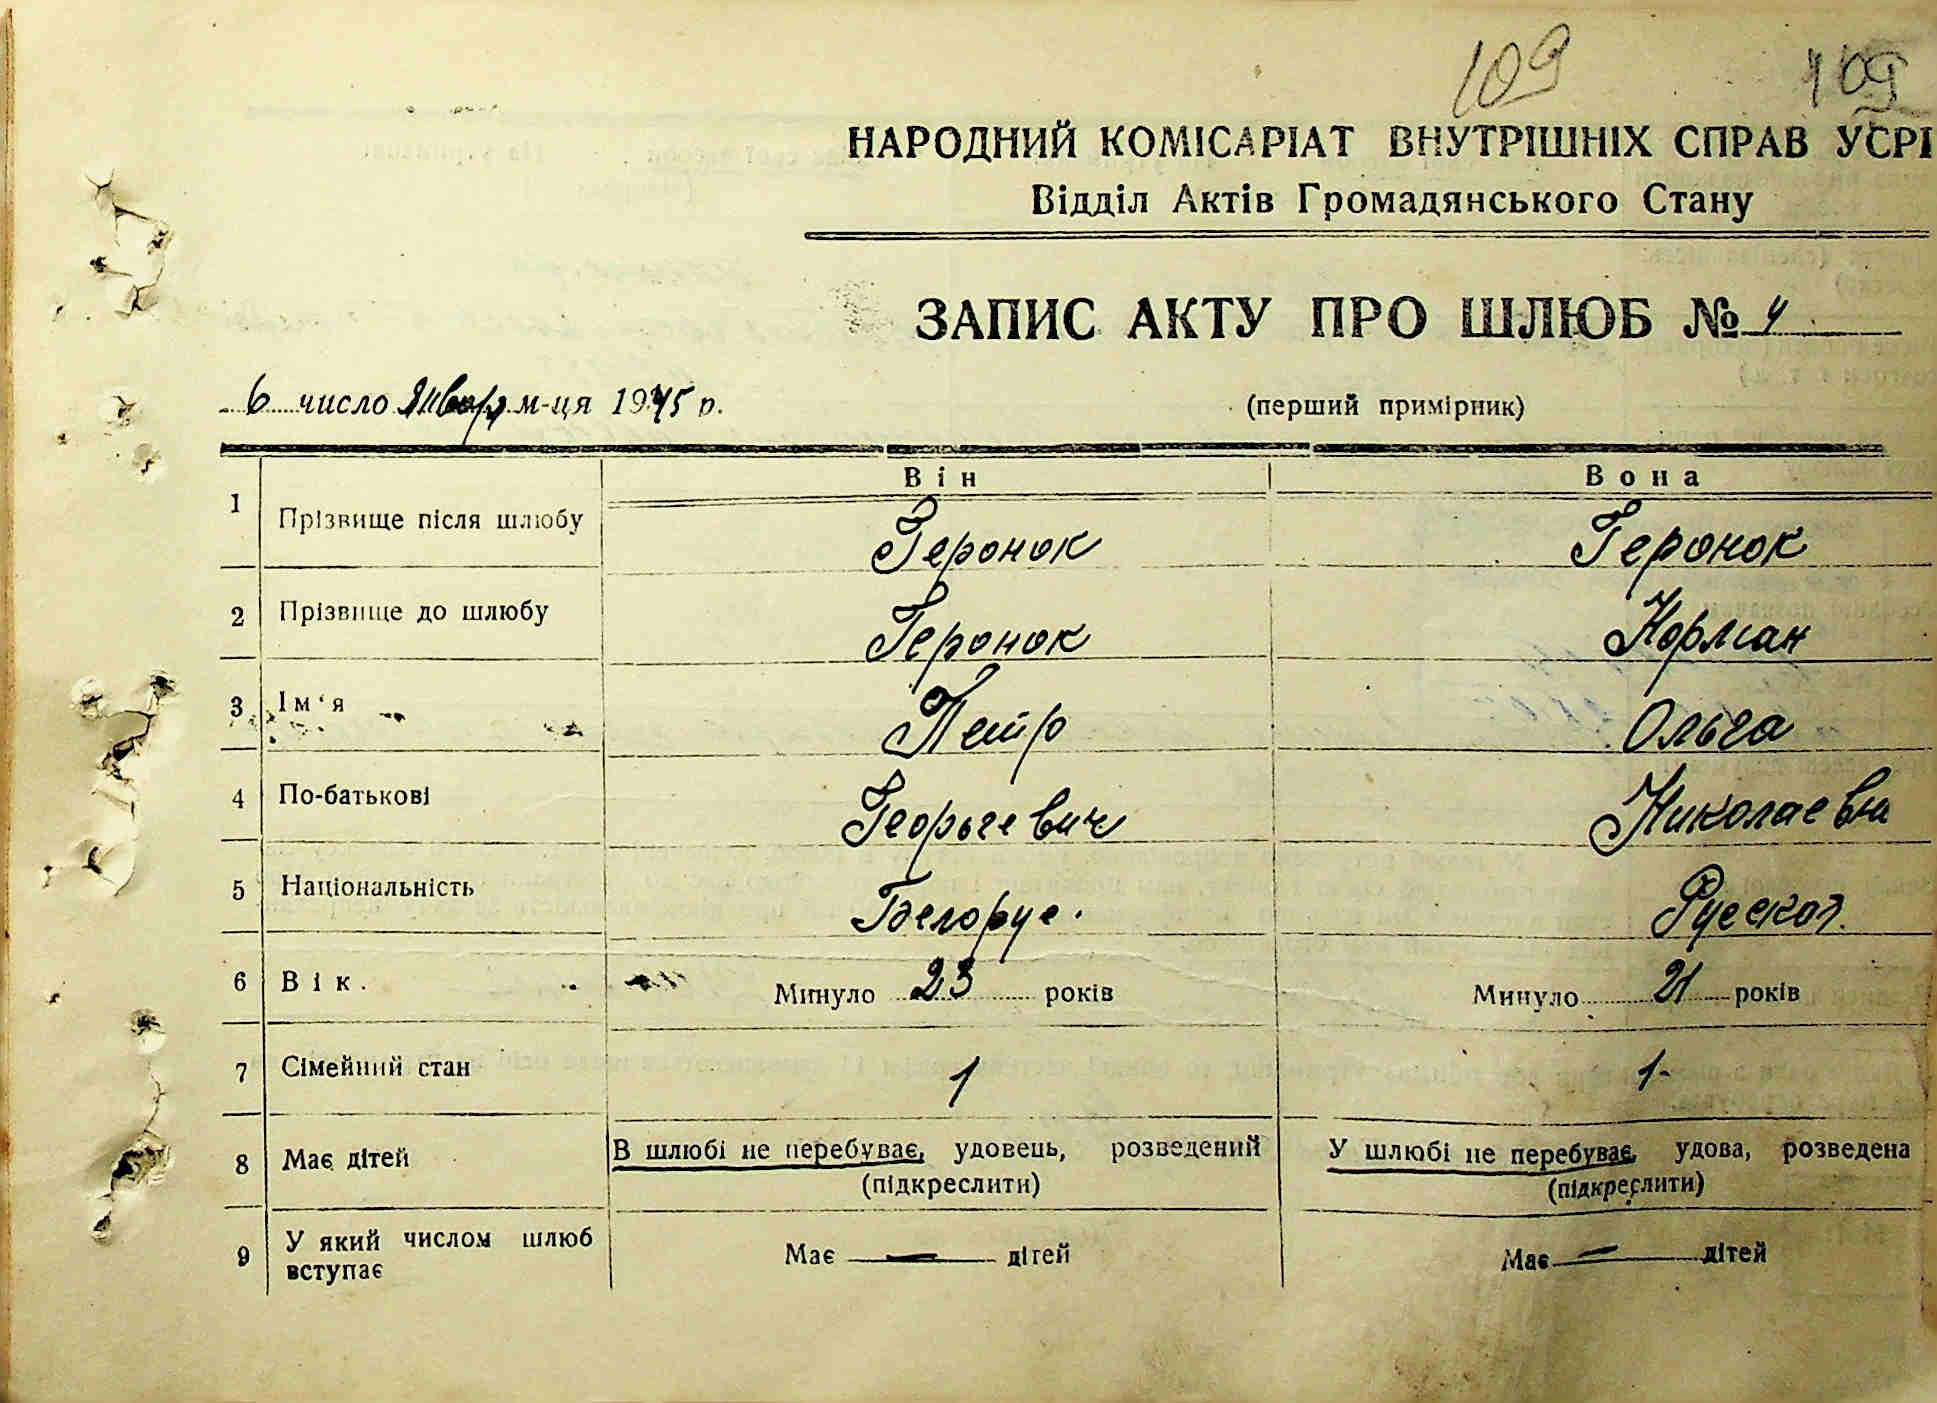 109 109
НАРОДНИЙ КОМІСАРІАТ ВНУТРІШНІХ СПРАВ УСРР
Відділ Актів Громадянського Стану
ЗАПИС АКТУ ПРО ШЛЮБ № 4
6 число Январ м-ця 1945 р. (перший примірник)
Він Вона
1 Прізвище після шлюбу Геронок Геронок
2 Прізвище до шлюбу Геронок Норман
3 Ім'я Петр Ольга
4 По-батькові Георгевич Николаевна
5 Національність Белорус. Русская.
6 Вік. Минуло 23 років Минуло 21 років
7 Сімейний стан 1 1
8 Має дітей В шлюбі не перебуває, удовець, розведений У шлюбі не перебуває, удова, розведена
(підкреслити) (підкреслити)
9 У який числом шлюб вступає Має — дітей Має — дітей